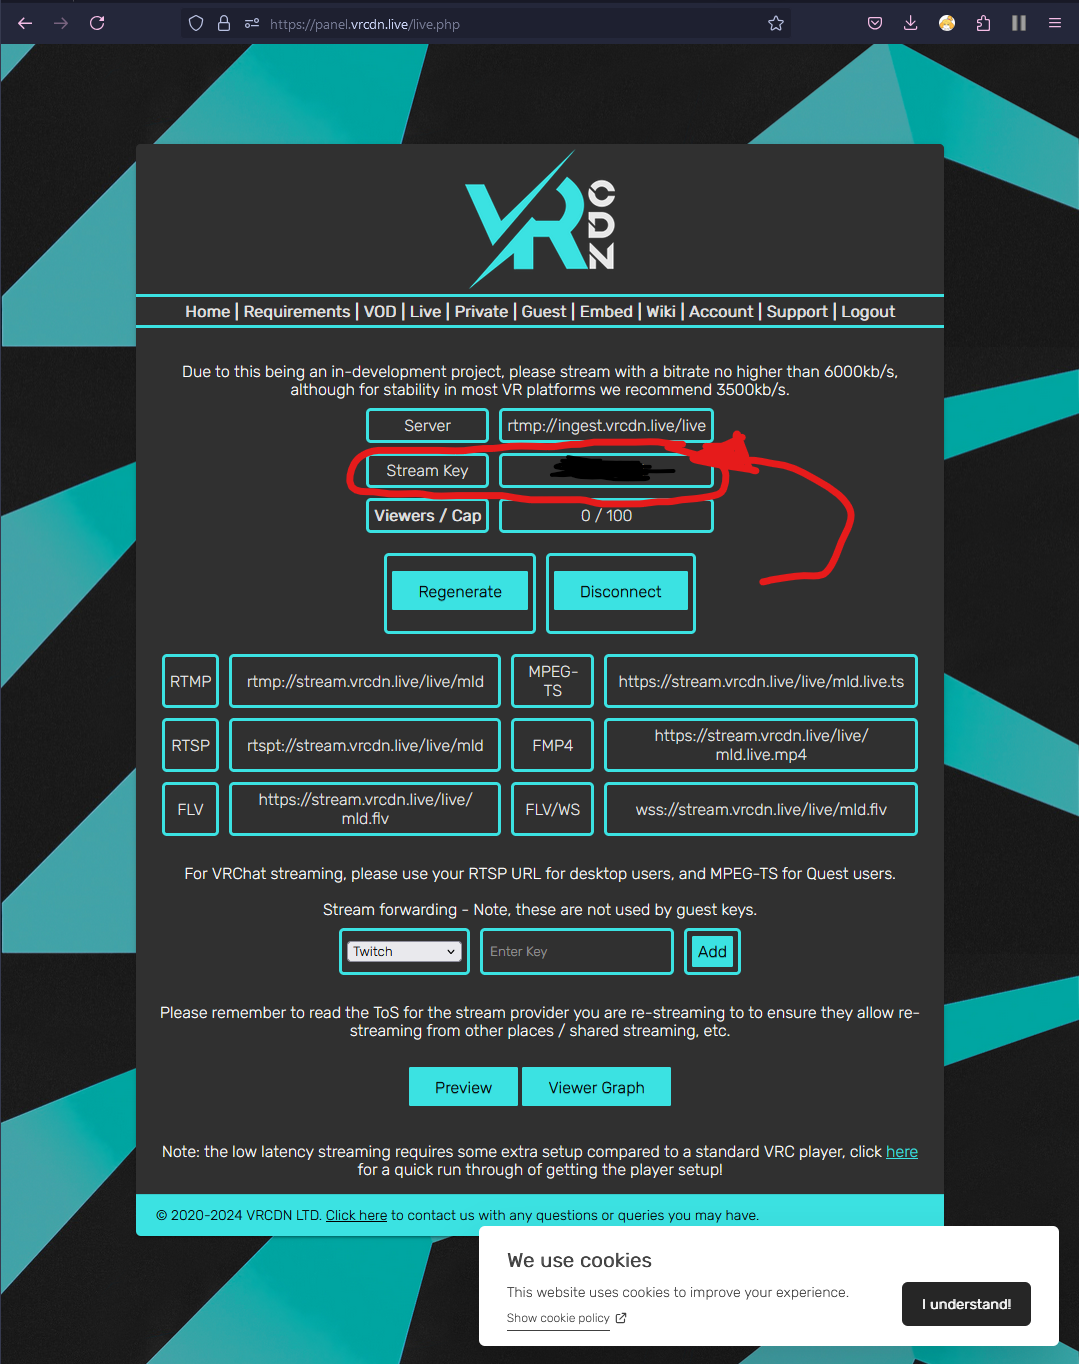 https://panel.vrcdn.live/live.php
VR
CDN
Home | Requirements | VOD | Live | Private | Guest | Embed | Wiki | Account | Support | Logout
Due to this being an in-development project, please stream with a bitrate no higher than 6000kb/s,
although for stability in most VR platforms we recommend 3500kb/s.
Server rtmp://ingest.vrcdn.live/live
Stream Key
Viewers / Cap 0 / 100
Regenerate Disconnect
RTMP rtmp://stream.vrcdn.live/live/mld MPEG-
TS https://stream.vrcdn.live/live/mld.live.ts
RTSP rtspt://stream.vrcdn.live/live/mld FMP4 https://stream.vrcdn.live/live/
mld.live.mp4
FLV https://stream.vrcdn.live/live/
mld.flv FLV/WS wss://stream.vrcdn.live/live/mld.flv
For VRChat streaming, please use your RTSP URL for desktop users, and MPEG-TS for Quest users.
Stream forwarding - Note, these are not used by guest keys.
Twitch Enter Key Add
Please remember to read the ToS for the stream provider you are re-streaming to to ensure they allow re-
streaming from other places / shared streaming, etc.
Preview Viewer Graph
Note: the low latency streaming requires some extra setup compared to a standard VRC player, click here
for a quick run through of getting the player setup!
© 2020-2024 VRCDN LTD. Click here to contact us with any questions or queries you may have.
We use cookies
This website uses cookies to improve your experience.
Show cookie policy
I understand!